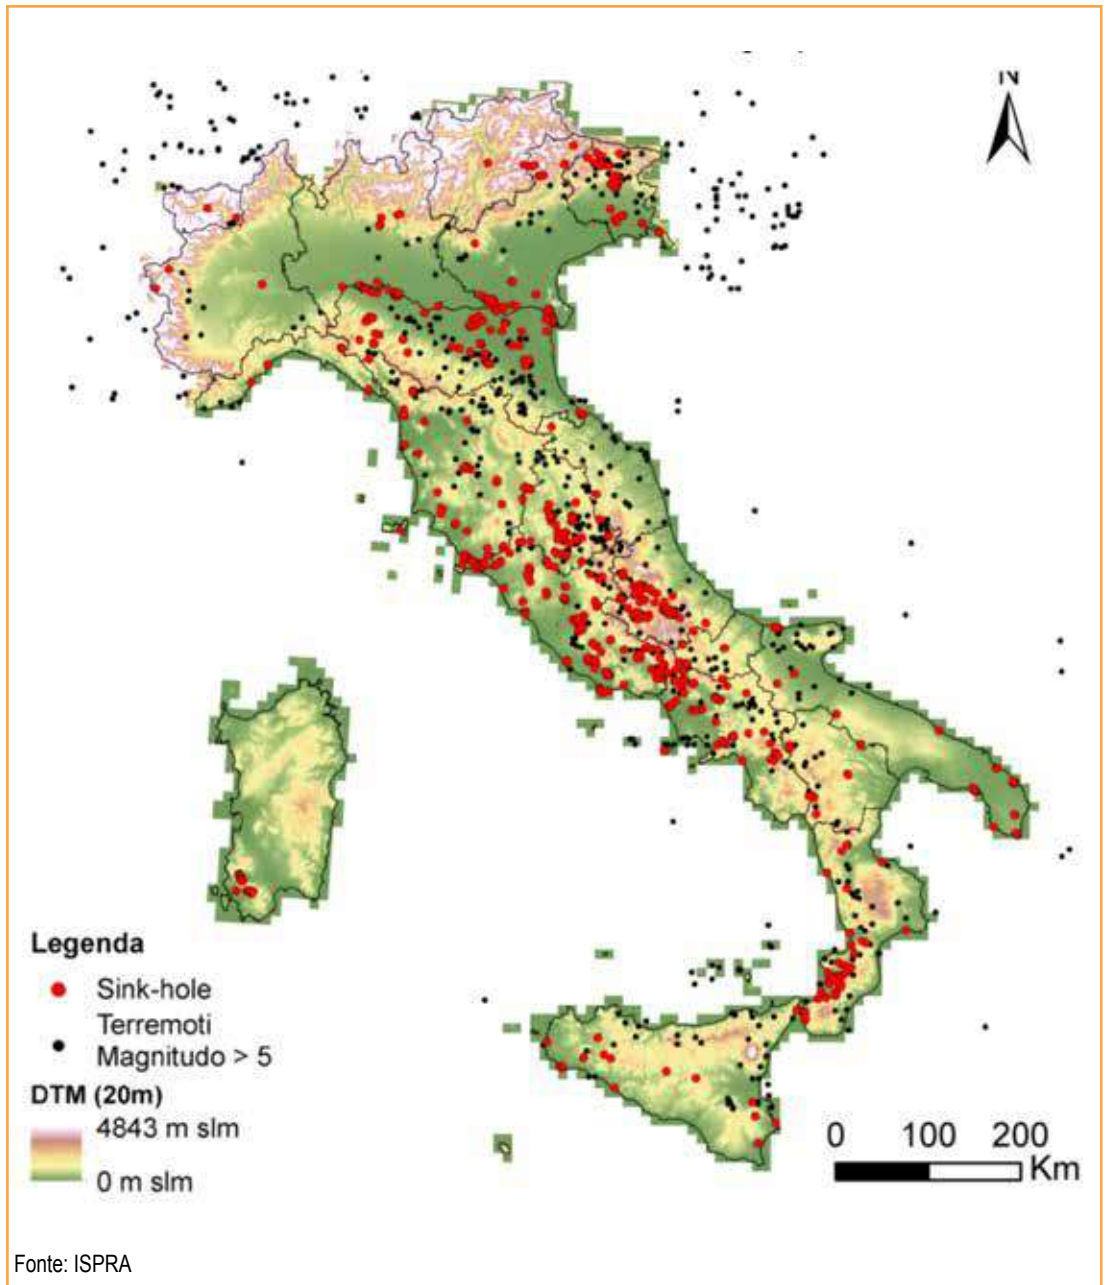 N
Legenda
Sink-hole
Terremoti
Magnitudo > 5
DTM (20m)
4843 m slm
0 m slm
0 100 200
Km
Fonte: ISPRA